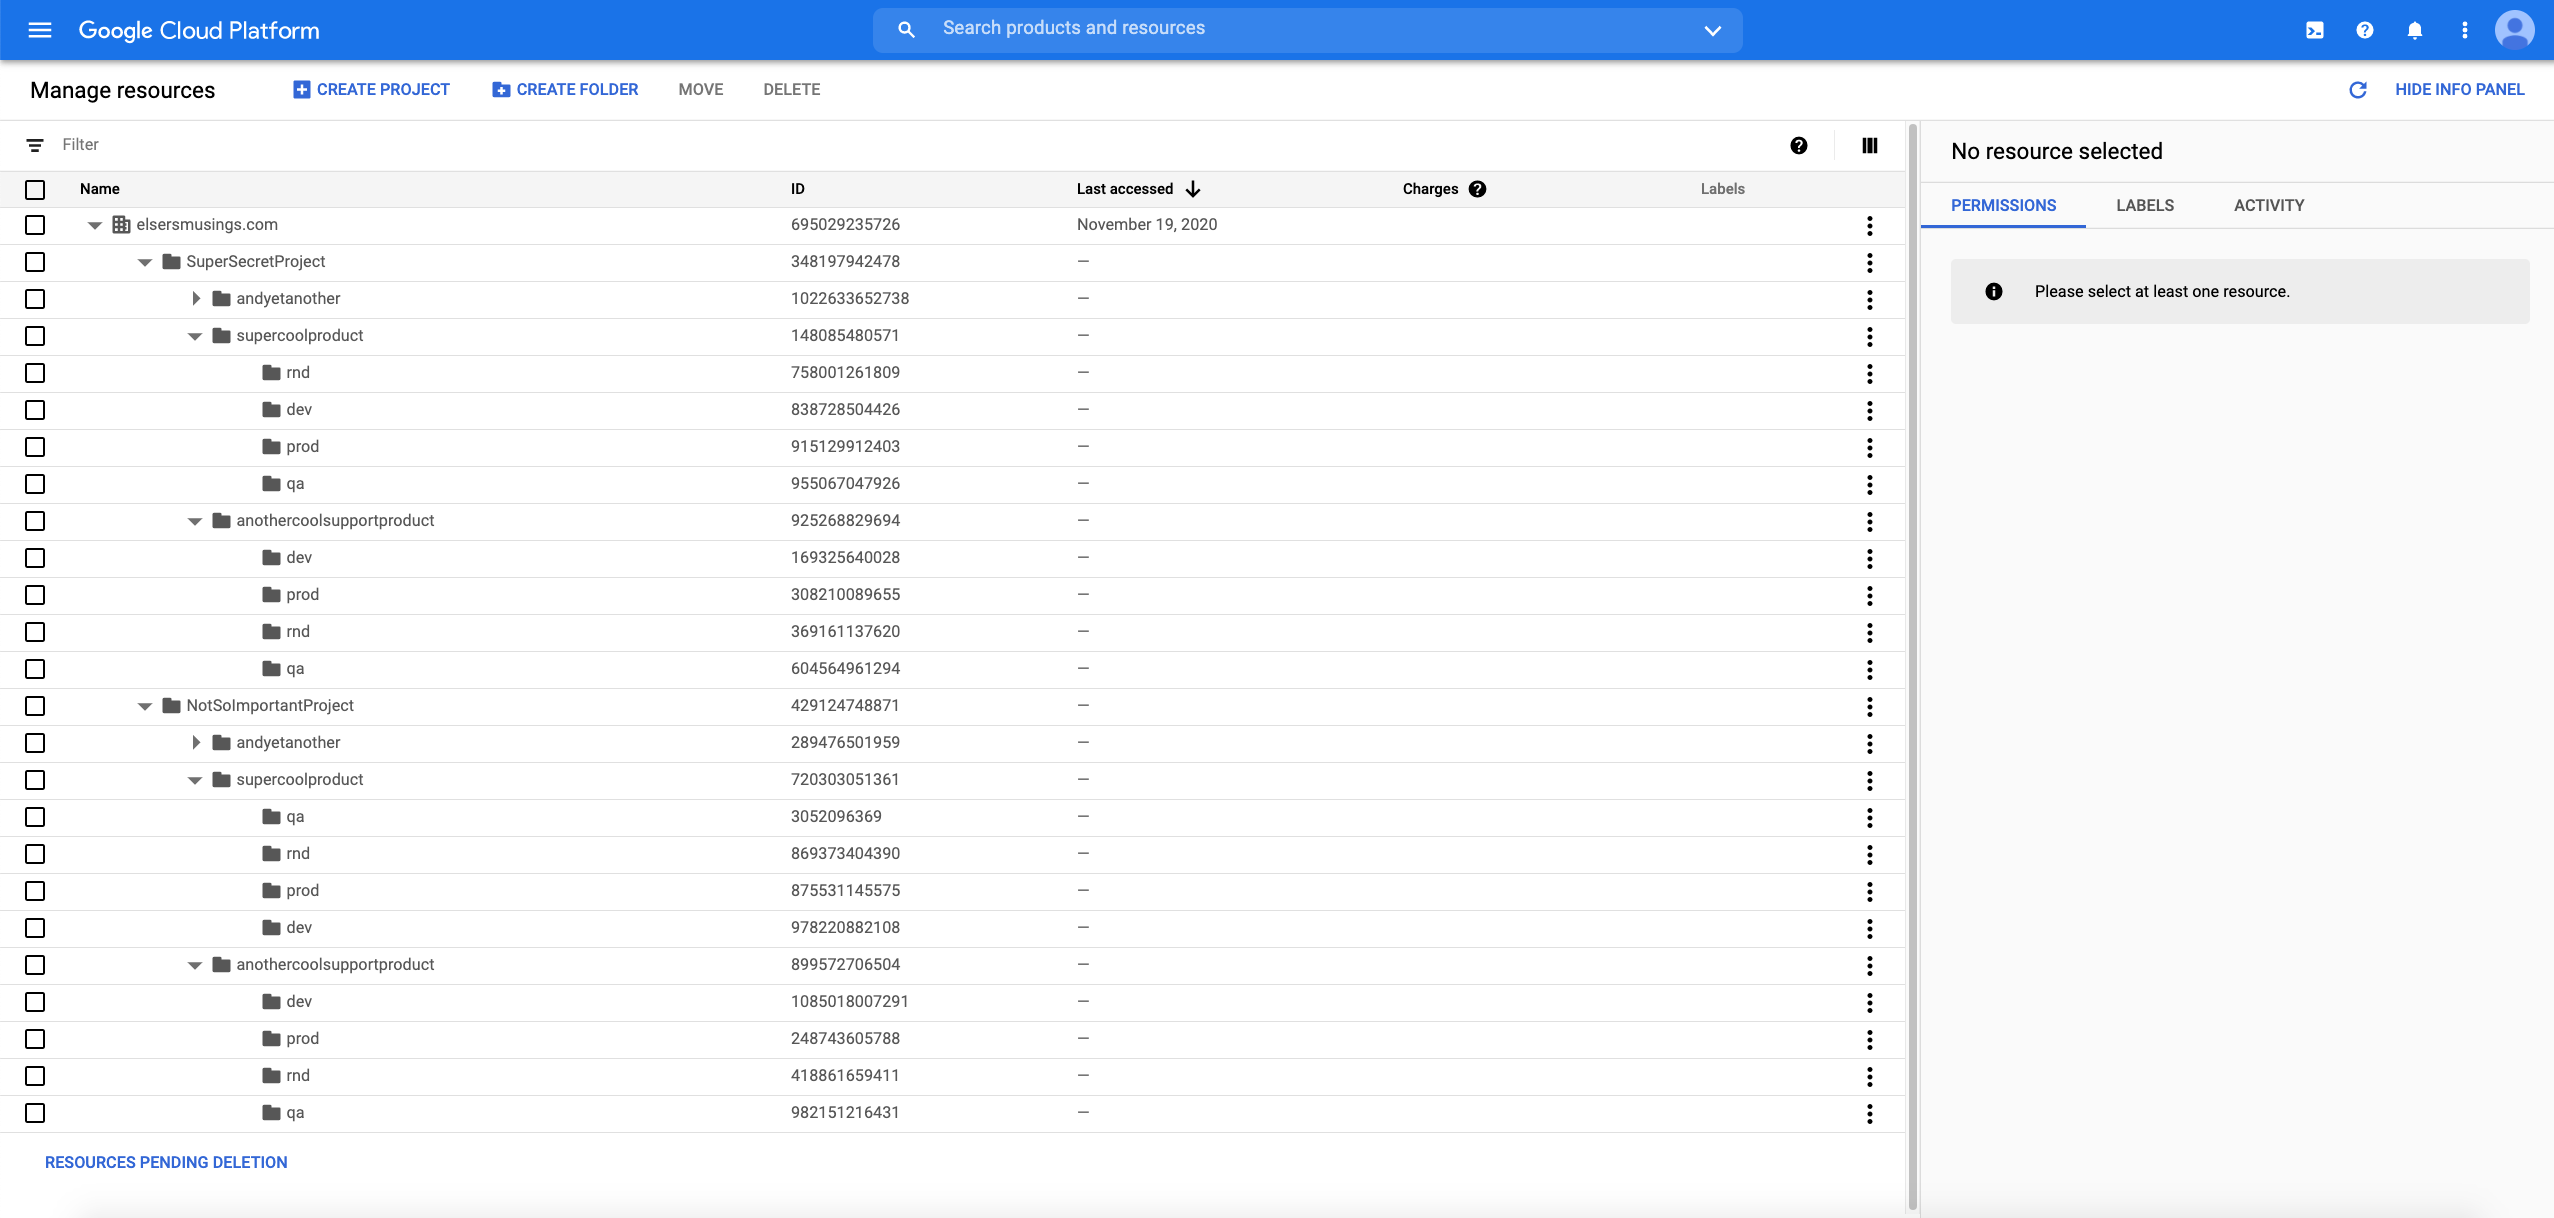 Google Cloud Platform Search products and resources
Manage resources CREATE PROJECT CREATE FOLDER MOVE DELETE HIDE INFO PANEL
Filter
Name ID Last accessed Charges Labels
elsersmusings.com 695029235726 November 19, 2020
SuperSecretProject 348197942478 —
andyetanother 1022633652738 —
supercoolproduct 148085480571 —
rnd 758001261809 —
dev 838728504426 —
prod 915129912403 —
qa 955067047926 —
anothercoolsupportproduct 925268829694 —
dev 169325640028 —
prod 308210089655 —
rnd 369161137620 —
qa 604564961294 —
NotSoImportantProject 429124748871 —
andyetanother 289476501959 —
supercoolproduct 720303051361 —
qa 3052096369 —
rnd 869373404390 —
prod 875531145575 —
dev 978220882108 —
anothercoolsupportproduct 899572706504 —
dev 1085018007291 —
prod 248743605788 —
rnd 418861659411 —
qa 982151216431 —
RESOURCES PENDING DELETION
No resource selected
PERMISSIONS LABELS ACTIVITY
Please select at least one resource.